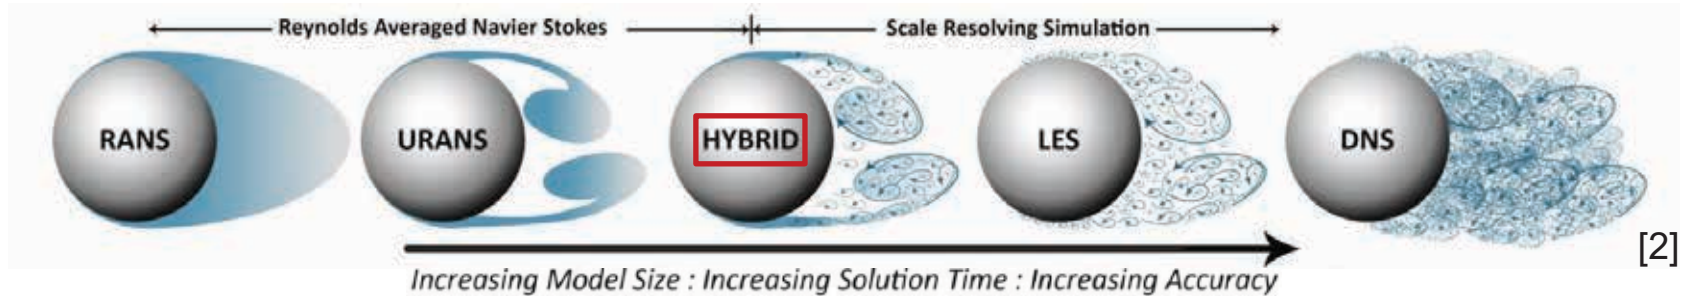 Reynolds Averaged Navier Stokes
Scale Resolving Simulation
RANS
URANS
HYBRID
LES
DNS
[2]
Increasing Model Size : Increasing Solution Time : Increasing Accuracy